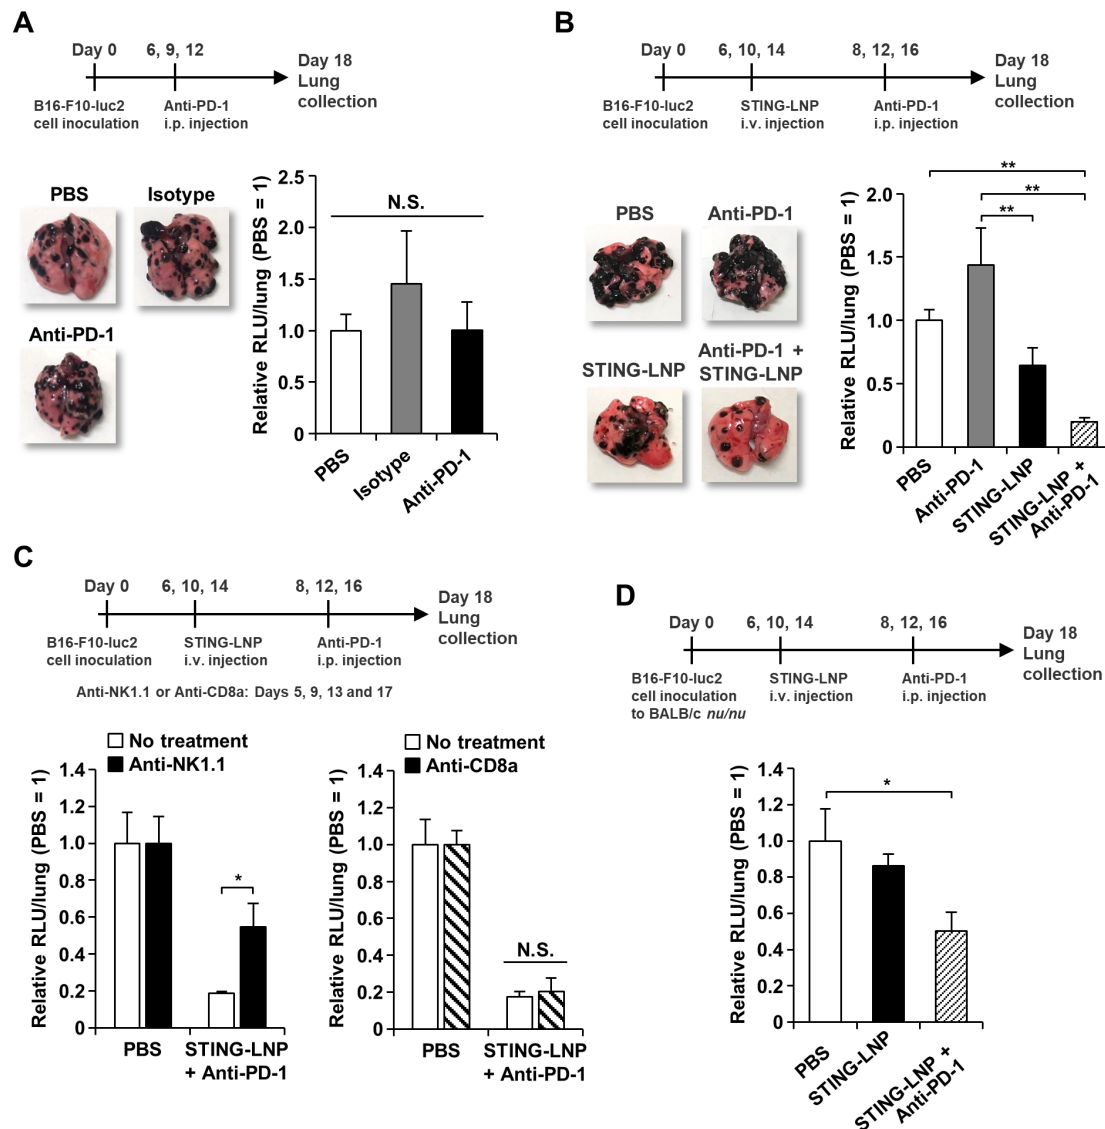 A
Day 0
6, 9, 12
Day 18
Lung
collection
B16-F10-luc2
cell inoculation
Anti-PD-1
i.p. injection
PBS
Isotype
Anti-PD-1
Relative RLU/lung (PBS = 1)
2.5
2.0
1.5
1.0
0.5
0
N.S.
PBS
Isotype
Anti-PD-1
B
Day 0
6, 10, 14
8, 12, 16
Day 18
Lung
collection
B16-F10-luc2
cell inoculation
STING-LNP
i.v. injection
Anti-PD-1
i.p. injection
PBS
Anti-PD-1
STING-LNP
Anti-PD-1 +
STING-LNP
Relative RLU/lung (PBS = 1)
2.0
1.5
1.0
0.5
0
**
**
**
PBS
Anti-PD-1
STING-LNP
STING-LNP +
Anti-PD-1
C
Day 0
6, 10, 14
8, 12, 16
Day 18
Lung
collection
B16-F10-luc2
cell inoculation
STING-LNP
i.v. injection
Anti-PD-1
i.p. injection
Anti-NK1.1 or Anti-CD8a: Days 5, 9, 13 and 17
No treatment
Anti-NK1.1
Relative RLU/lung (PBS = 1)
1.4
1.2
1.0
0.8
0.6
0.4
0.2
0
*
PBS
STING-LNP
+ Anti-PD-1
No treatment
Anti-CD8a
Relative RLU/lung (PBS = 1)
1.4
1.2
1.0
0.8
0.6
0.4
0.2
0
N.S.
PBS
STING-LNP
+ Anti-PD-1
D
Day 0
6, 10, 14
8, 12, 16
Day 18
Lung
collection
B16-F10-luc2
cell inoculation
to BALB/c nu/nu
STING-LNP
i.v. injection
Anti-PD-1
i.p. injection
Relative RLU/lung (PBS = 1)
1.4
1.2
1.0
0.8
0.6
0.4
0.2
0
*
PBS
STING-LNP
STING-LNP +
Anti-PD-1